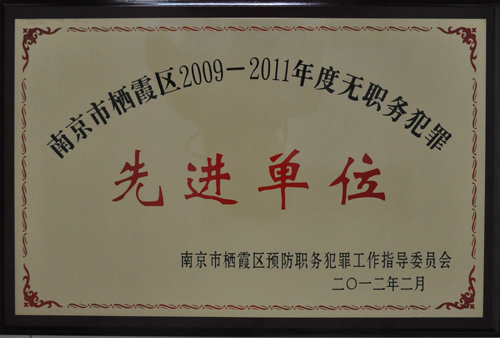 南京市栖霞区2009－2011年度无职务犯罪
先进单位
南京市栖霞区预防职务犯罪工作指导委员会
二〇一二年二月